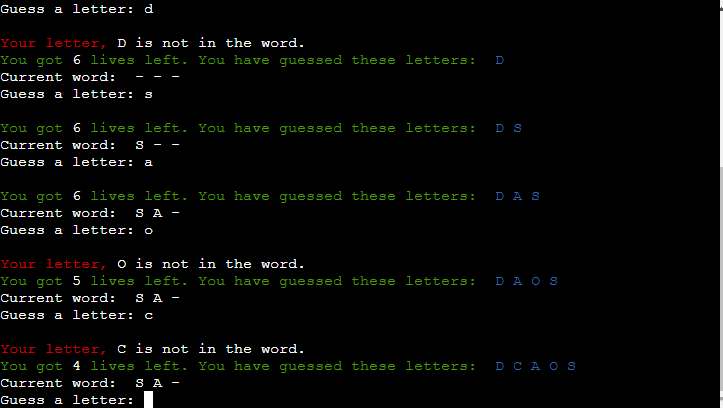 Guess a letter: d
Your letter, D is not in the word.
You got 6 lives left. You have guessed these letters:  D
Current word:  - - -
Guess a letter: s
You got 6 lives left. You have guessed these letters:  D S
Current word:  S - -
Guess a letter: a
You got 6 lives left. You have guessed these letters:  D A S
Current word:  S A -
Guess a letter: o
Your letter, O is not in the word.
You got 5 lives left. You have guessed these letters:  D A O S
Current word:  S A -
Guess a letter: c
Your letter, C is not in the word.
You got 4 lives left. You have guessed these letters:  D C A O S
Current word:  S A -
Guess a letter: